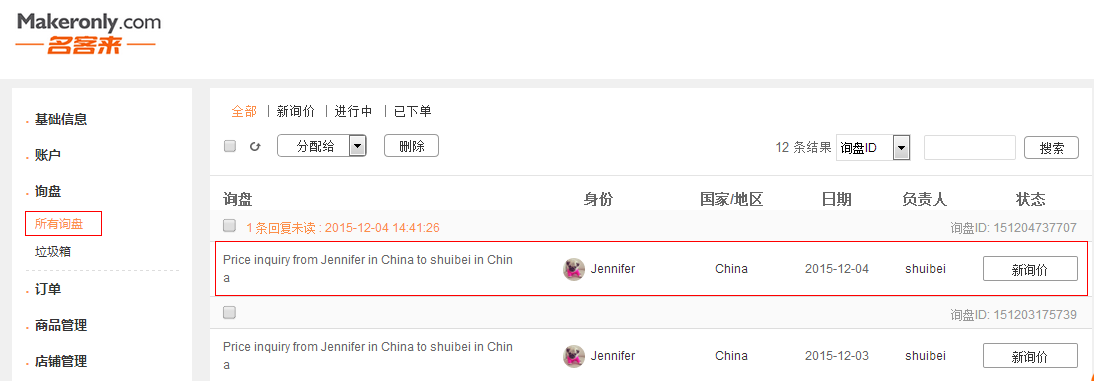 Makeronly.com
名客来
基础信息
账户
询盘
所有询盘
垃圾箱
订单
商品管理
店铺管理
全部 | 新询价 | 进行中 | 已下单
分配给 删除 12 条结果 询盘ID 搜索
询盘 身份 国家/地区 日期 负责人 状态
1 条回复未读 : 2015-12-04 14:41:26 询盘ID: 151204737707
Price inquiry from Jennifer in China to shuibei in Chin
a
Jennifer China 2015-12-04 shuibei 新询价
询盘ID: 151203175739
Price inquiry from Jennifer in China to shuibei in Chin
a
Jennifer China 2015-12-03 shuibei 新询价